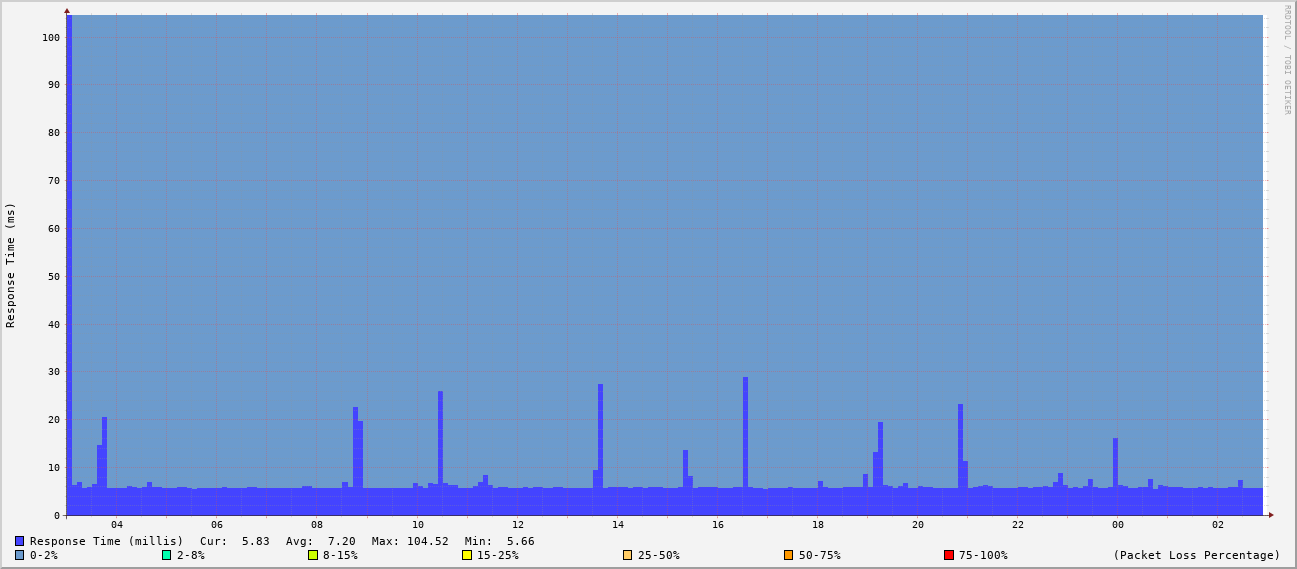 RRDTOOL / TOBI OETIKER
Response Time (ms)
100
90
80
70
60
50
40
30
20
10
0
04 06 08 10 12 14 16 18 20 22 00 02
Response Time (millis) Cur: 5.83 Avg: 7.20 Max: 104.52 Min: 5.66
0-2% 2-8% 8-15% 15-25% 25-50% 50-75% 75-100% (Packet Loss Percentage)